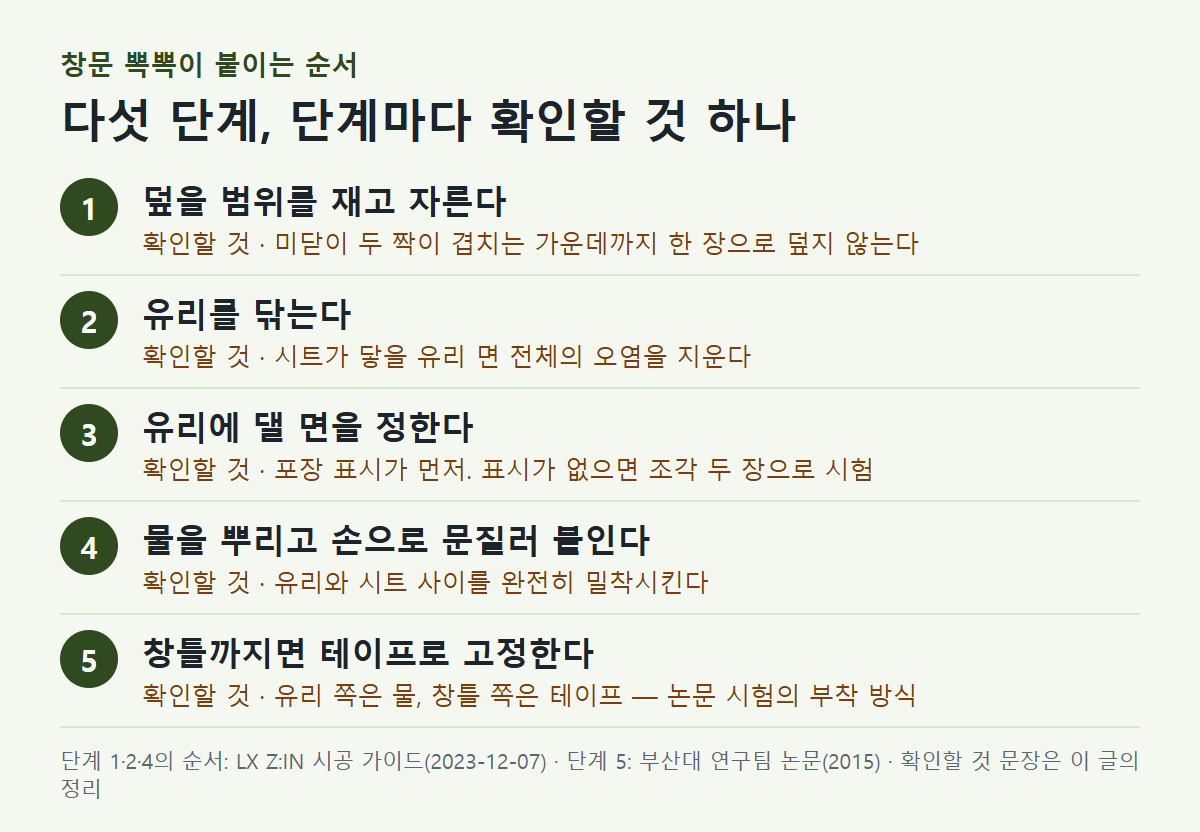 창문 뽁뽁이 붙이는 순서
다섯 단계, 단계마다 확인할 것 하나
1
덮을 범위를 재고 자른다
확인할 것 · 미닫이 두 짝이 겹치는 가운데까지 한 장으로 덮지 않는다
2
유리를 닦는다
확인할 것 · 시트가 닿을 유리 면 전체의 오염을 지운다
3
유리에 댈 면을 정한다
확인할 것 · 포장 표시가 먼저. 표시가 없으면 조각 두 장으로 시험
4
물을 뿌리고 손으로 문질러 붙인다
확인할 것 · 유리와 시트 사이를 완전히 밀착시킨다
5
창틀까지면 테이프로 고정한다
확인할 것 · 유리 쪽은 물, 창틀 쪽은 테이프 — 논문 시험의 부착 방식
단계 1·2·4의 순서: LX Z:IN 시공 가이드(2023-12-07) · 단계 5: 부산대 연구팀 논문(2015) · 확인할 것 문장은 이 글의
정리